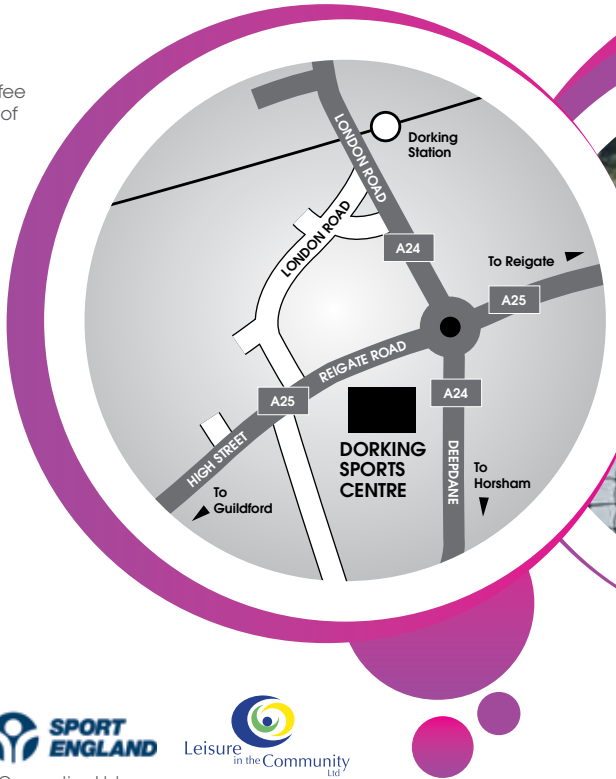 fee
of
LONDON ROAD
Dorking
Station
LONDON ROAD
A24
To Reigate
A25
REIGATE ROAD
A25
A24
HIGH STREET
DORKING
SPORTS
CENTRE
DEEPDANE
To
Horsham
To
Guildford
SPORT
ENGLAND
Leisure
in the Community
Ltd